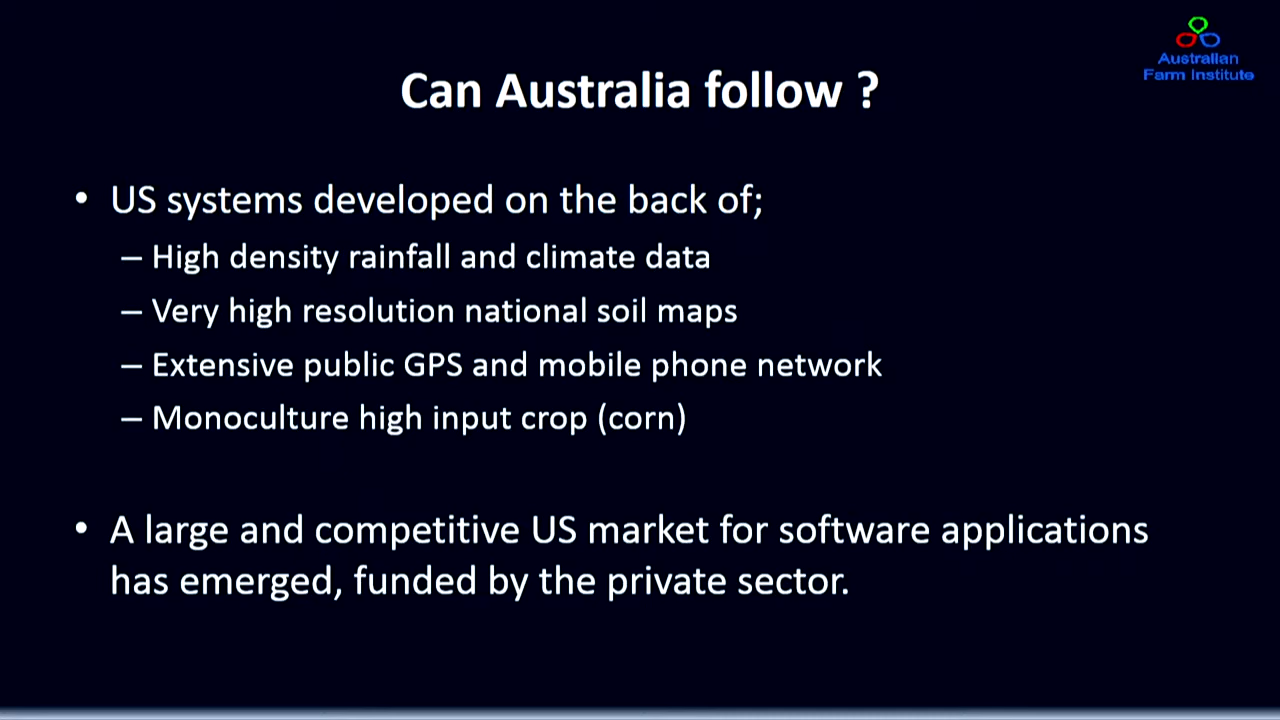 Australian
Farm Institute
Can Australia follow ?
• US systems developed on the back of;
– High density rainfall and climate data
– Very high resolution national soil maps
– Extensive public GPS and mobile phone network
– Monoculture high input crop (corn)
• A large and competitive US market for software applications
has emerged, funded by the private sector.